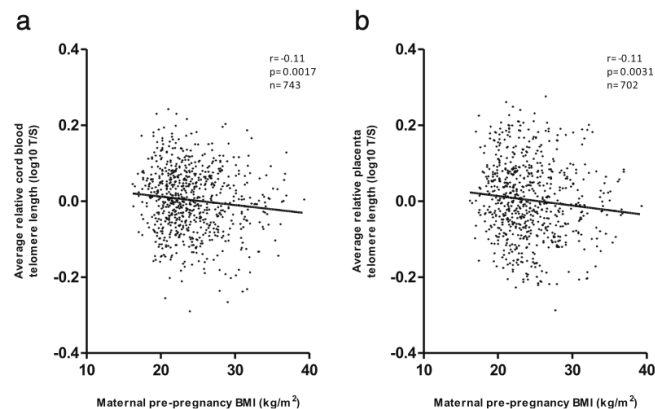 a
0.4
0.2
0.0
-0.2
-0.4
10
20
30
40
r=-0.11
p=0.0017
n=743
Average relative cord blood
telomere length (log10 T/S)
Maternal pre-pregnancy BMI (kg/m²)
b
0.4
0.2
0.0
-0.2
-0.4
10
20
30
40
r=-0.11
p=0.0031
n=702
Average relative placenta
telomere length (log10 T/S)
Maternal pre-pregnancy BMI (kg/m²)